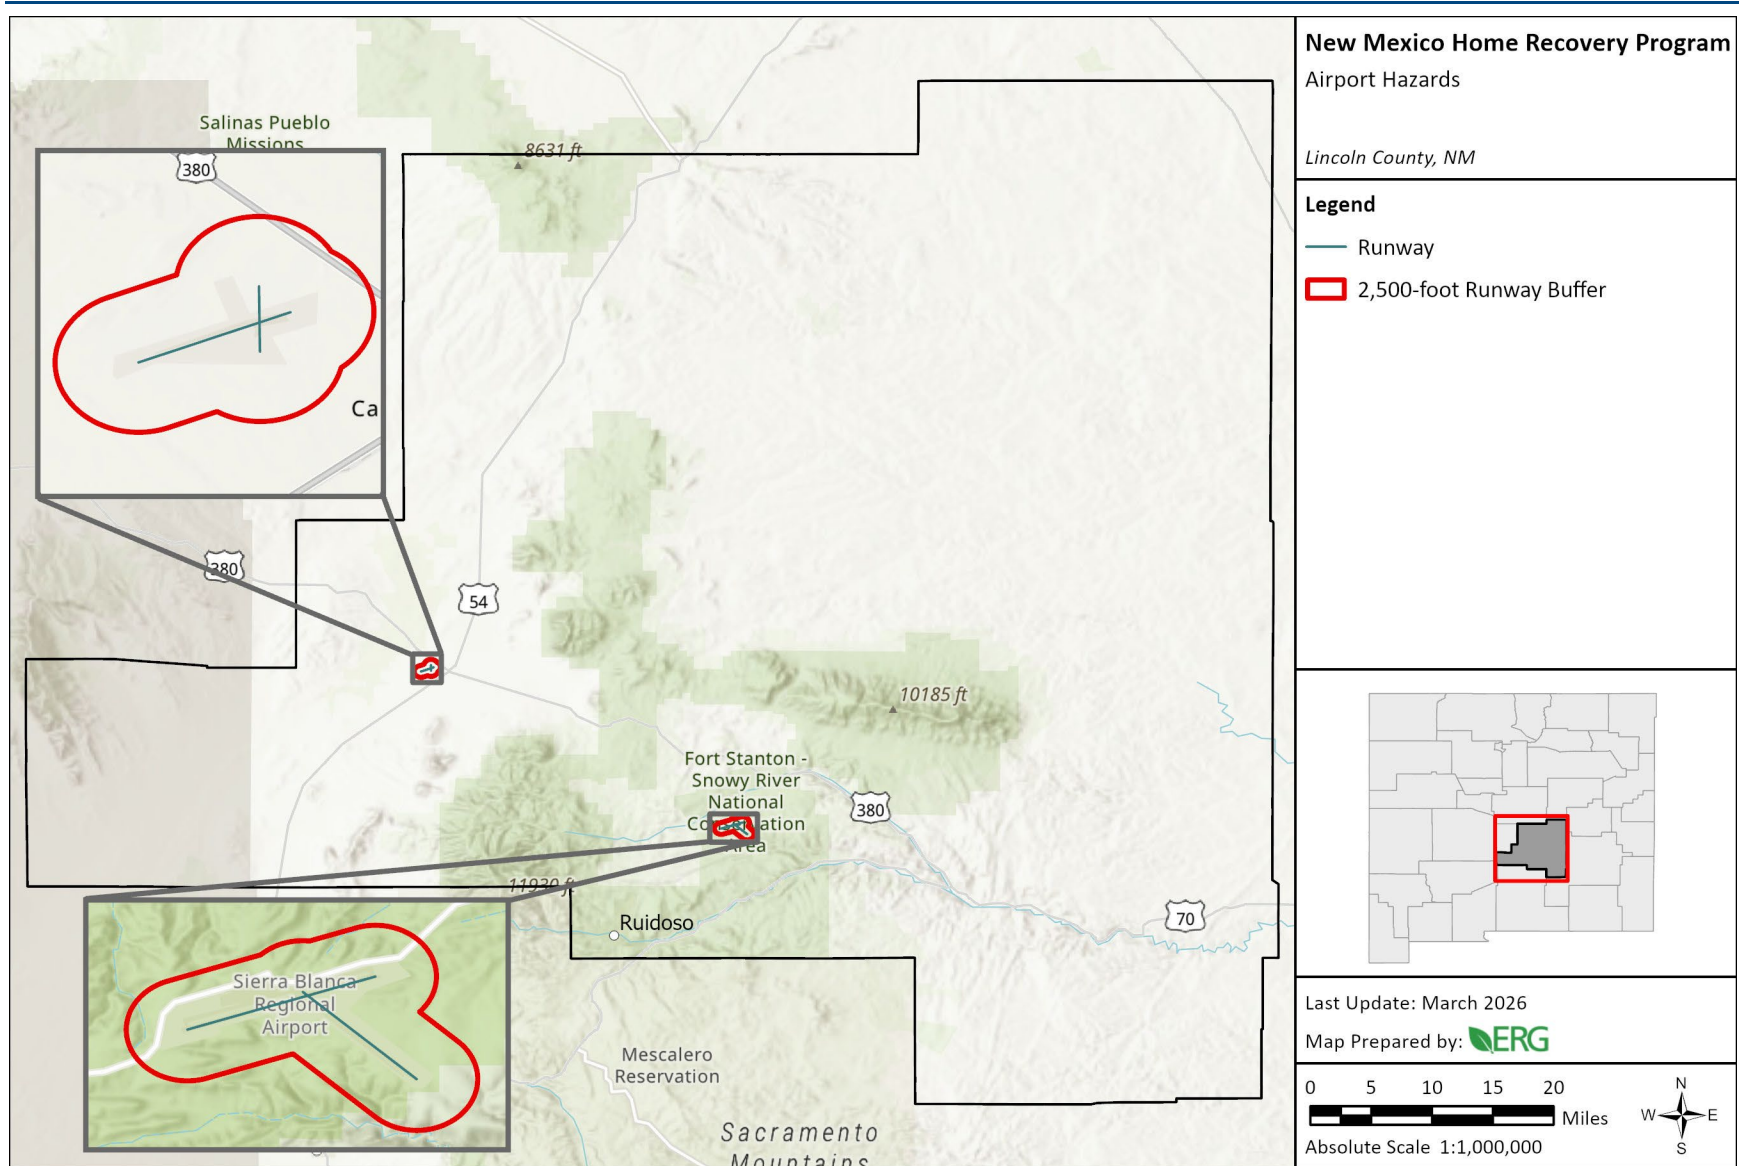 New Mexico Home Recovery Program
Airport Hazards
Lincoln County, NM
Legend
Runway
2,500-foot Runway Buffer
Salinas Pueblo
Missions
380
Ca
8631 ft
380
54
10185 ft
Fort Stanton -
Snowy River
National
Conservation
Area
380
11930 ft
Ruidoso
70
Sierra Blanca
Regional
Airport
Mescalero
Reservation
Sacramento
Mountains
Last Update: March 2026
Map Prepared by: ERG
0 5 10 15 20
Miles
Absolute Scale 1:1,000,000
N
W E
S